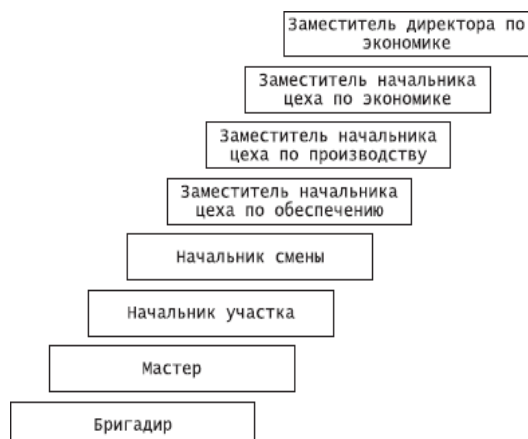 Заместитель директора по
экономике
Заместитель начальника
цеха по экономике
Заместитель начальника
цеха по производству
Заместитель начальника
цеха по обеспечению
Начальник смены
Начальник участка
Мастер
Бригадир